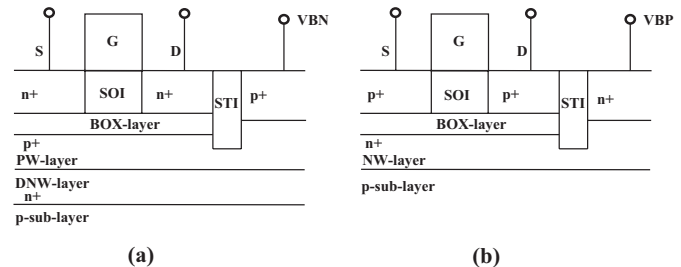 VBN
G
S
D
n+
SOI
n+
STI
p+
BOX-layer
p+
PW-layer
DNW-layer
n+
p-sub-layer
(a)
VBP
G
S
D
p+
SOI
p+
STI
n+
BOX-layer
n+
NW-layer
p-sub-layer
(b)